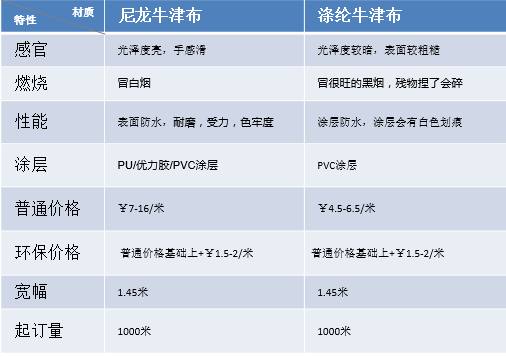 材质
特性
尼龙牛津布 涤纶牛津布
感官 光泽度亮，手感滑 光泽度较暗，表面较粗糙
燃烧 冒白烟 冒很旺的黑烟，残物捏了会碎
性能 表面防水，耐磨，受力，色牢度 涂层防水，涂层会有白色划痕
涂层 PU/优力胶/PVC涂层 PVC涂层
普通价格 ￥7-16/米 ￥4.5-6.5/米
环保价格 普通价格基础上+￥1.5-2/米 普通价格基础上+￥1.5-2/米
宽幅 1.45米 1.45米
起订量 1000米 1000米